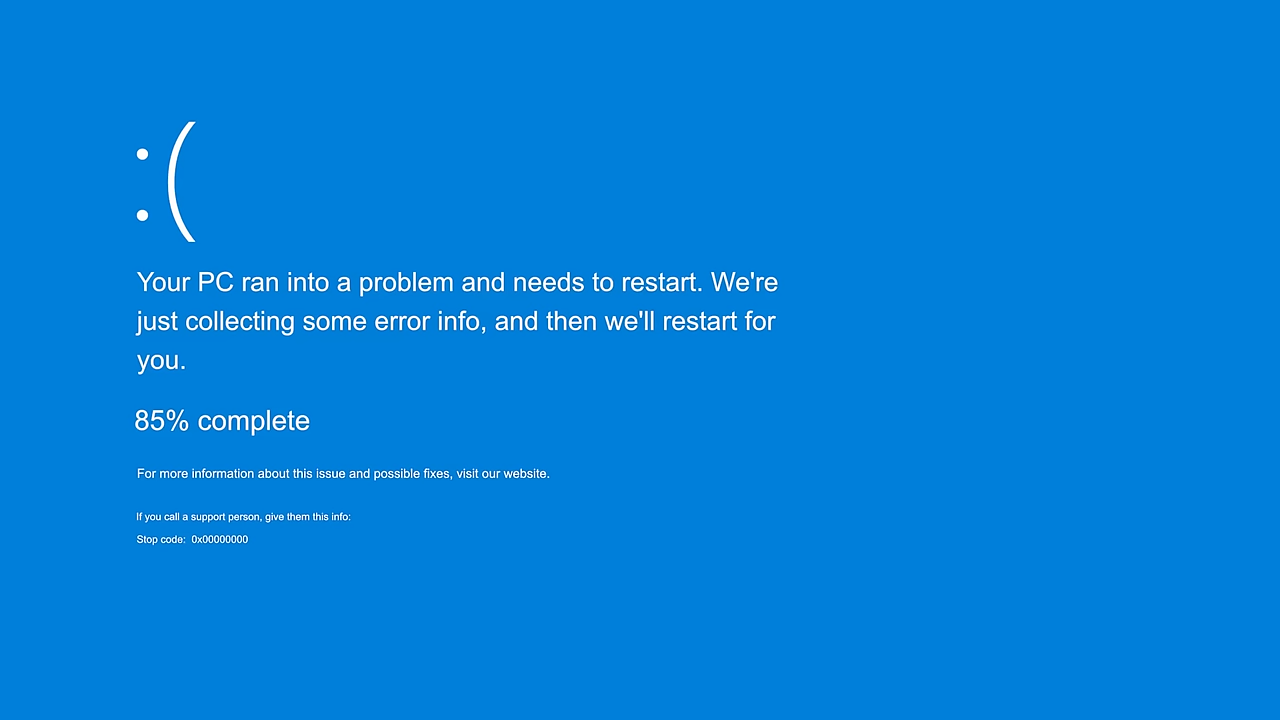 :(
Your PC ran into a problem and needs to restart. We're
just collecting some error info, and then we'll restart for
you.
85% complete
For more information about this issue and possible fixes, visit our website.
If you call a support person, give them this info:
Stop code: 0x00000000